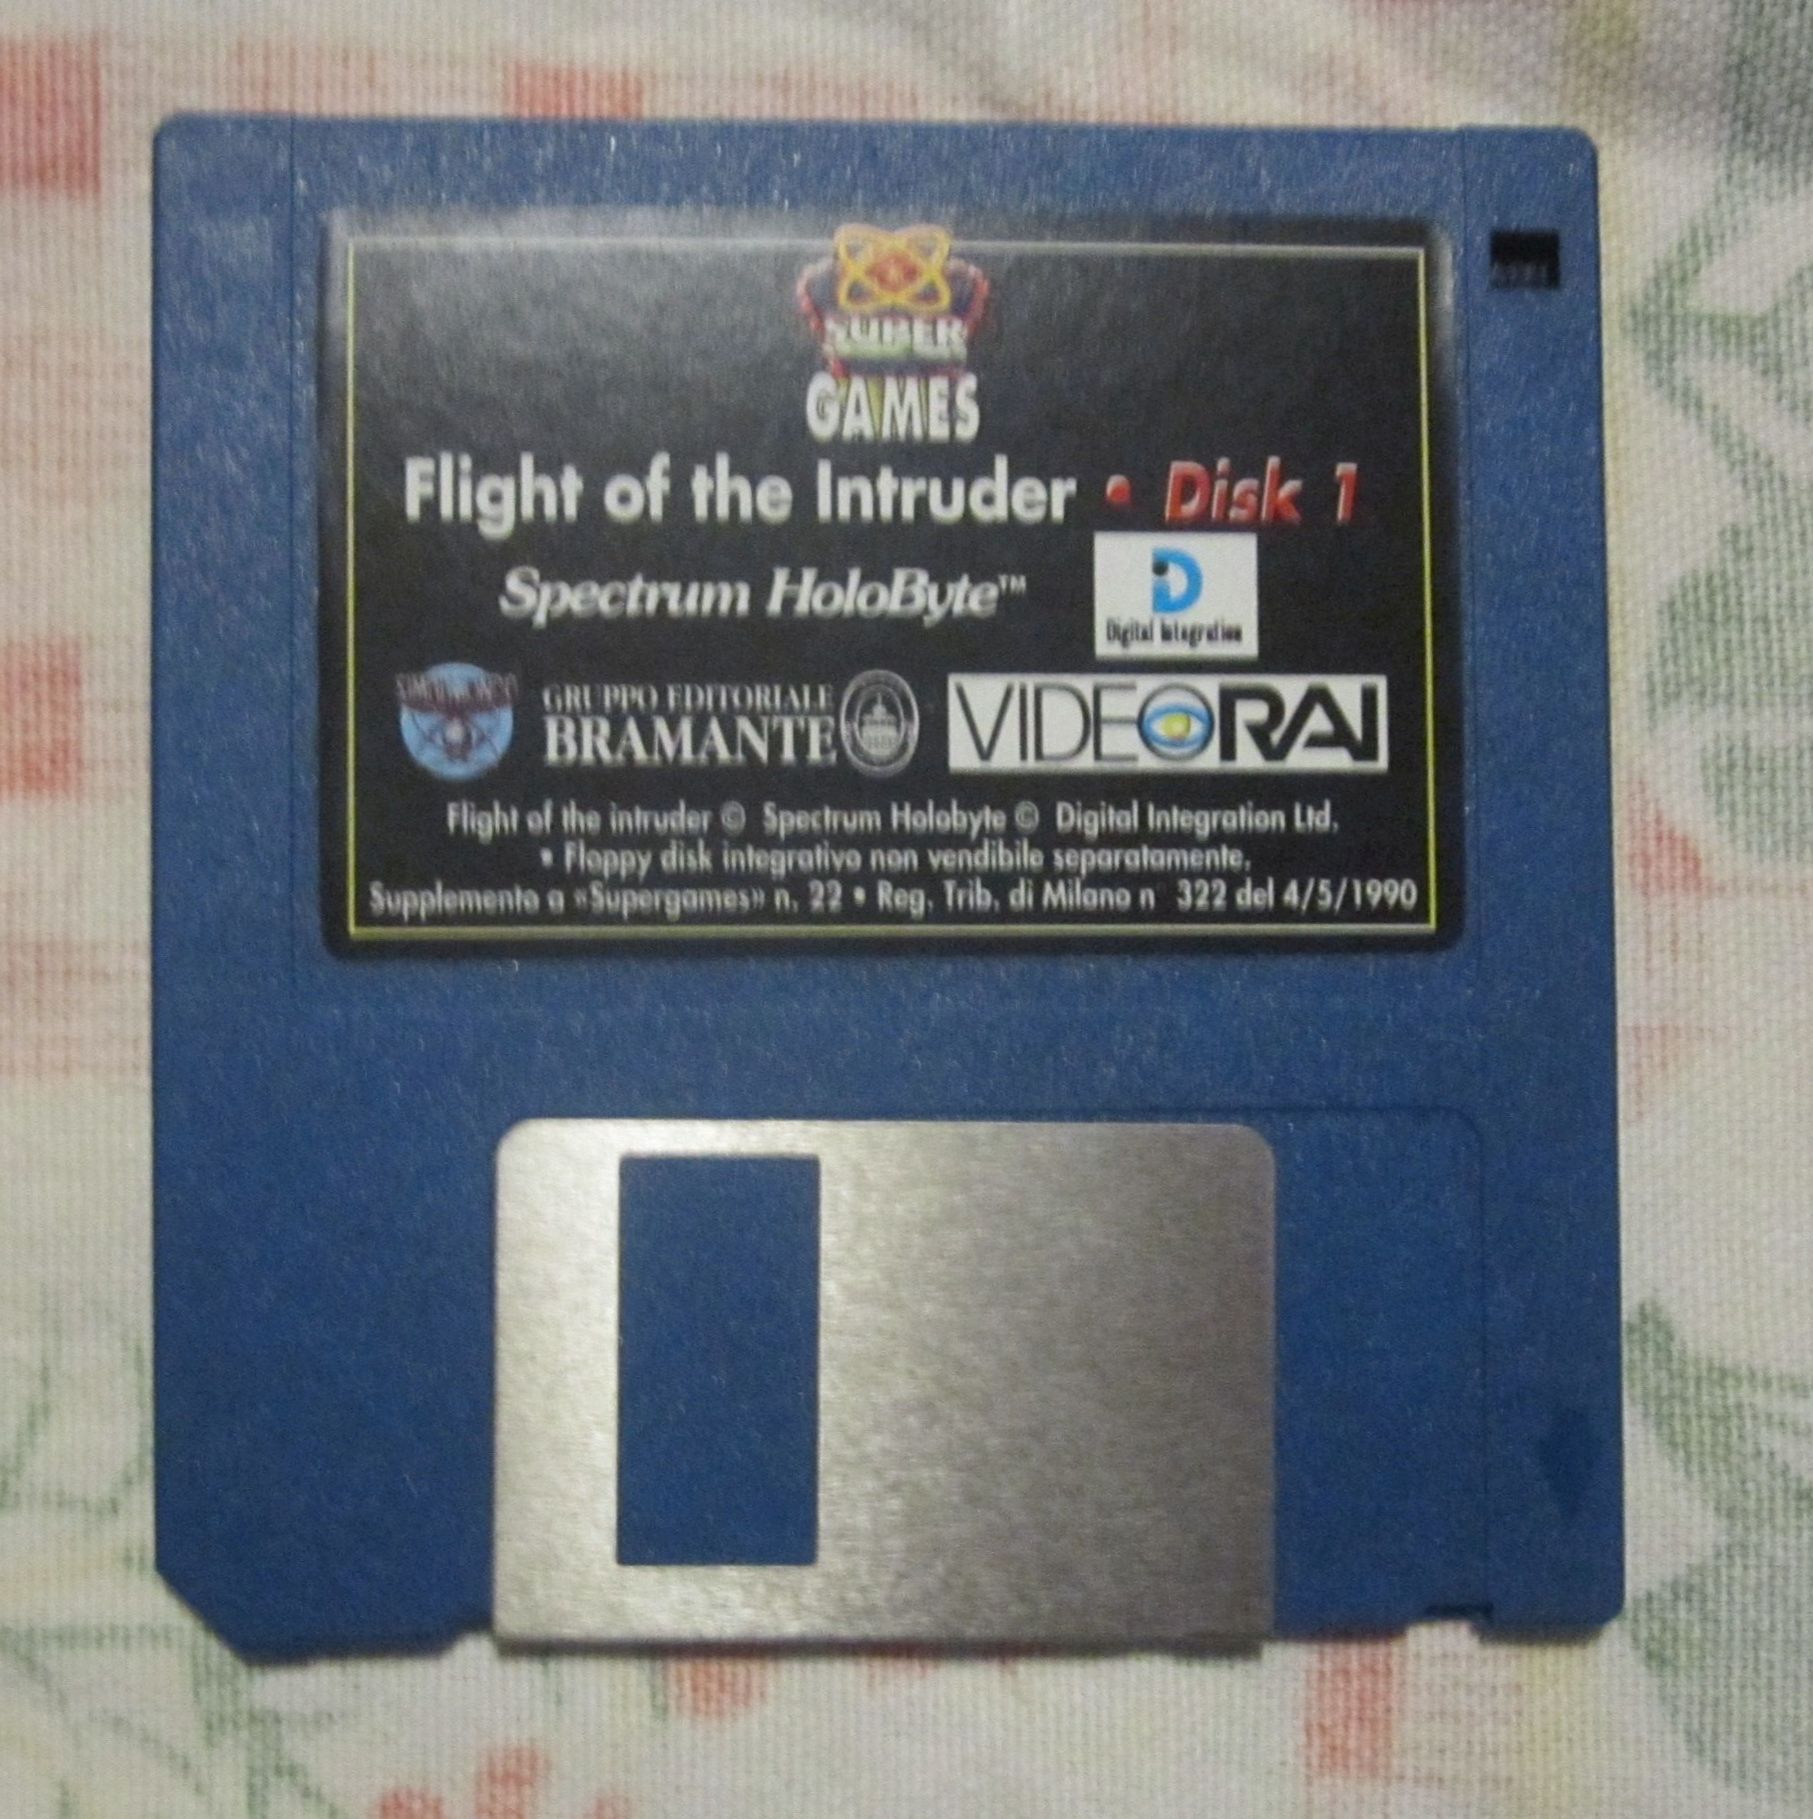 SUPER
GAMES
Flight of the Intruder • Disk 1
Spectrum HoloByte™
Digital Integration
SIMULMONDO
GRUPPO EDITORIALE
BRAMANTE
VIDEORAI
Flight of the intruder © Spectrum Holobyte © Digital Integration Ltd.
• Floppy disk integrativo non vendibile separatamente.
Supplemento a «Supergames» n. 22 • Reg. Trib. di Milano n° 322 del 4/5/1990